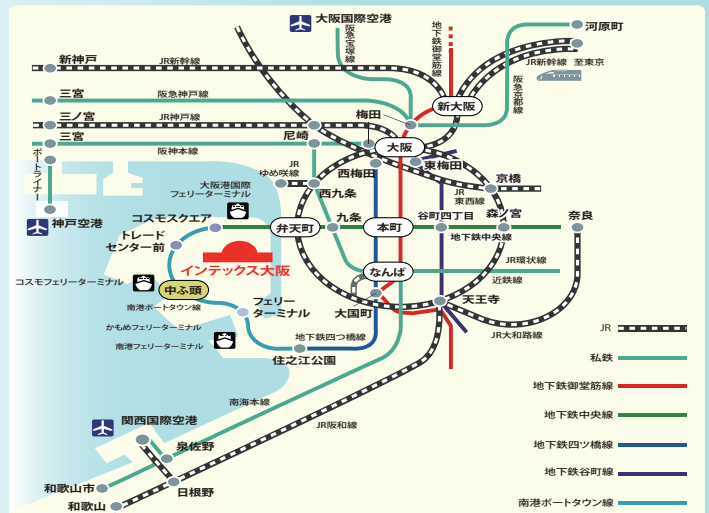 大阪国際空港
阪急宝塚線
地下鉄御堂筋線
河原町
JR新幹線 至東京
阪急京都線
新神戸
JR新幹線
三宮
阪急神戸線
新大阪
梅田
三ノ宮
JR神戸線
三宮
阪神本線
尼崎
大阪
東梅田
西梅田
ポートライナー
JR
ゆめ咲線
西九条
京橋
JR
東西線
大阪港国際
フェリーターミナル
神戸空港
コスモスクエア
トレード
センター前
弁天町
九条
本町
谷町四丁目
森ノ宮
奈良
地下鉄中央線
インテックス大阪
なんば
JR環状線
近鉄線
コスモフェリーターミナル
中ふ頭
南港ポートタウン線
フェリー
ターミナル
大国町
天王寺
かもめフェリーターミナル
南港フェリーターミナル
地下鉄四つ橋線
住之江公園
JR大和路線
JR
私鉄
地下鉄御堂筋線
地下鉄中央線
地下鉄四ツ橋線
地下鉄谷町線
南港ポートタウン線
南海本線
JR阪和線
関西国際空港
泉佐野
日根野
和歌山市
和歌山